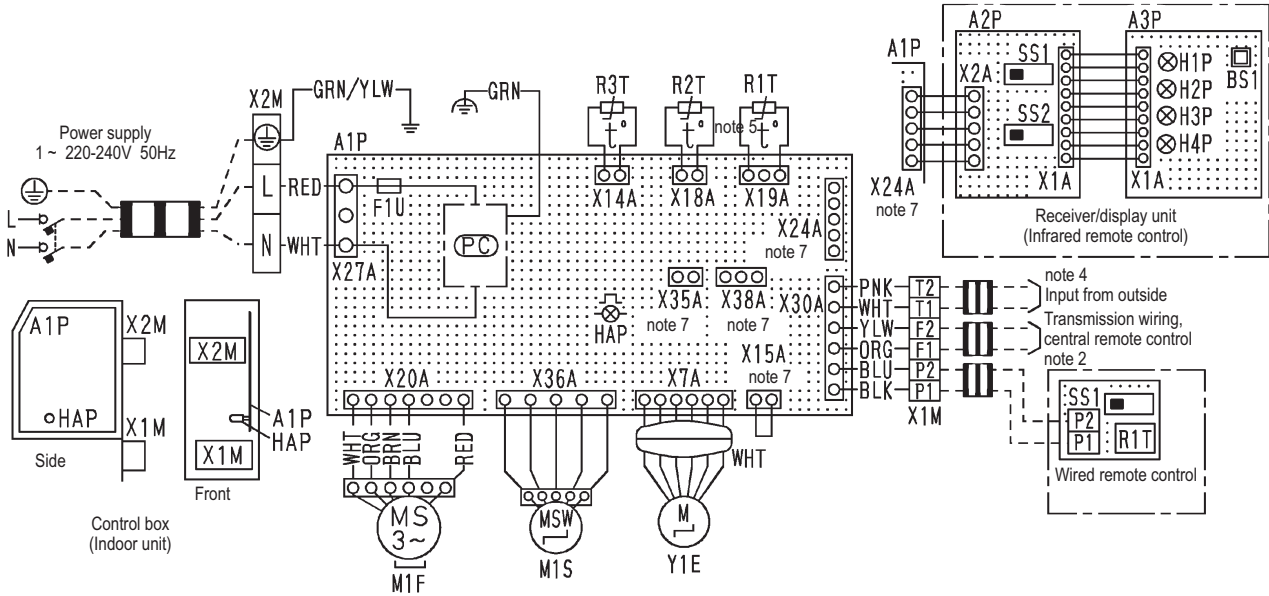 A2P
A3P
A1P
SS1
X2A
SS2
X1A
H1P
H2P
H3P
H4P
BS1
X1A
X24A
note 7
Receiver/display unit
(Infrared remote control)
Power supply
1 ~ 220-240V 50Hz
X2M
GRN/YLW
GRN
R3T
R2T
R1T
note 5
A1P
L
N
L
N
RED
WHT
F1U
PC
X27A
X14A
X18A
X19A
X24A
note 7
X35A
note 7
X38A
note 7
X30A
HAP
X15A
note 7
PNK
WHT
YLW
ORG
BLU
BLK
T2
T1
F2
F1
P2
P1
X1M
note 4
Input from outside
Transmission wiring,
central remote control
note 2
SS1
P2
P1
R1T
Wired remote control
X20A
X36A
X7A
WHT
ORG
BRN
BLU
RED
WHT
MS
3~
M1F
MSW
M1S
M
Y1E
A1P
X2M
HAP
X1M
Side
X2M
A1P
HAP
X1M
Front
Control box
(Indoor unit)